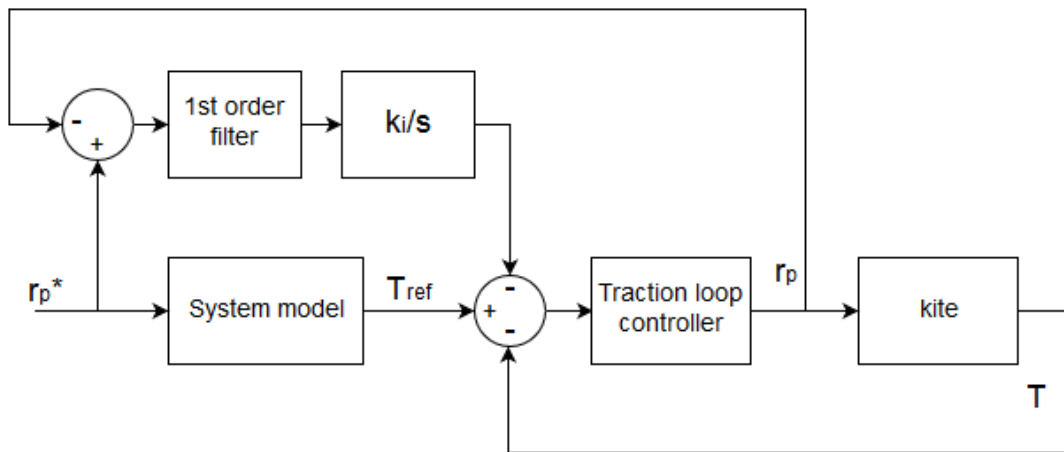 1st order
filter
ki/s
-
+
rp*
System model
Tref
-
+
-
Traction loop
controller
rp
kite
T